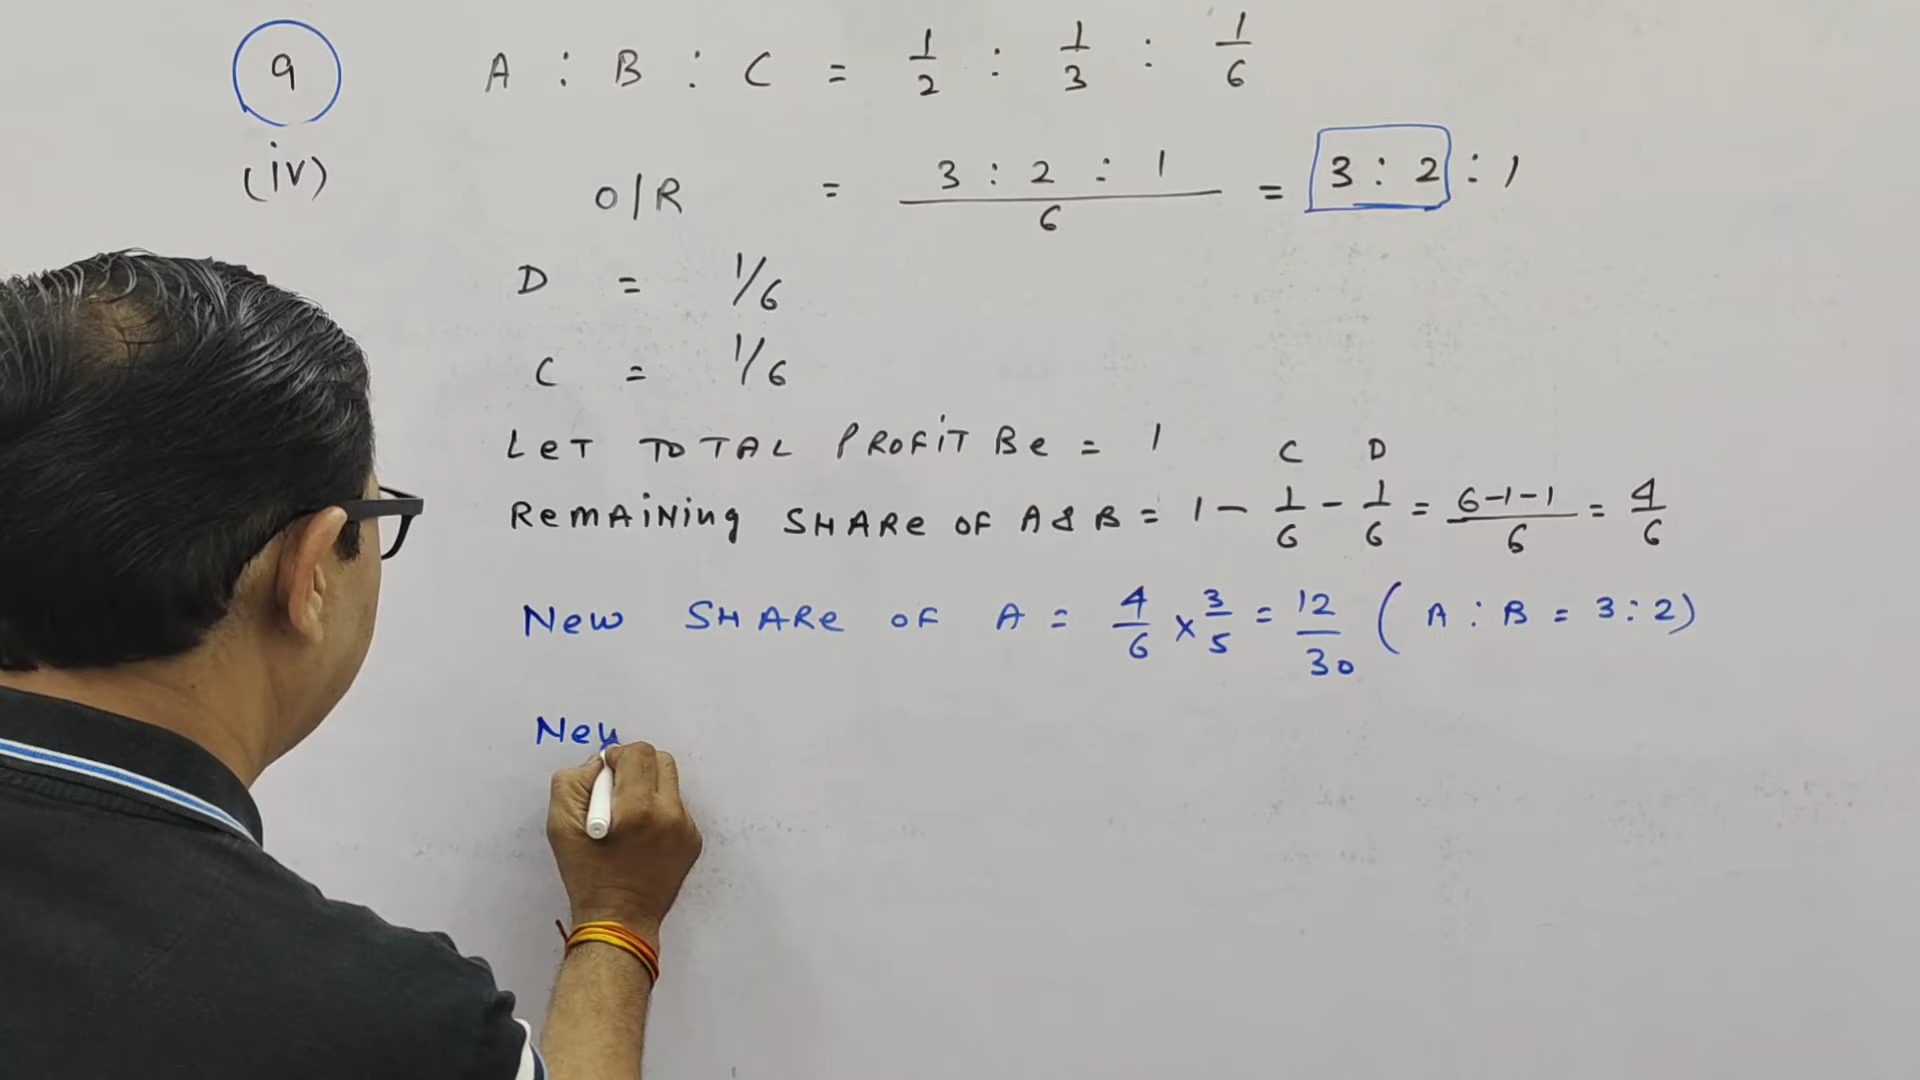 9 A : B : C = 1/2 : 1/3 : 1/6
(iv) O/R = 3 : 2 : 1 / 6 = 3 : 2 : 1
D = 1/6
C = 1/6
LeT TOTAL PROFiT Be = 1
C D
RemAiNiNg SHARe OF A & B = 1 - 1/6 - 1/6 = 6-1-1/6 = 4/6
New SHARe OF A = 4/6 x 3/5 = 12/30 ( A : B = 3 : 2 )